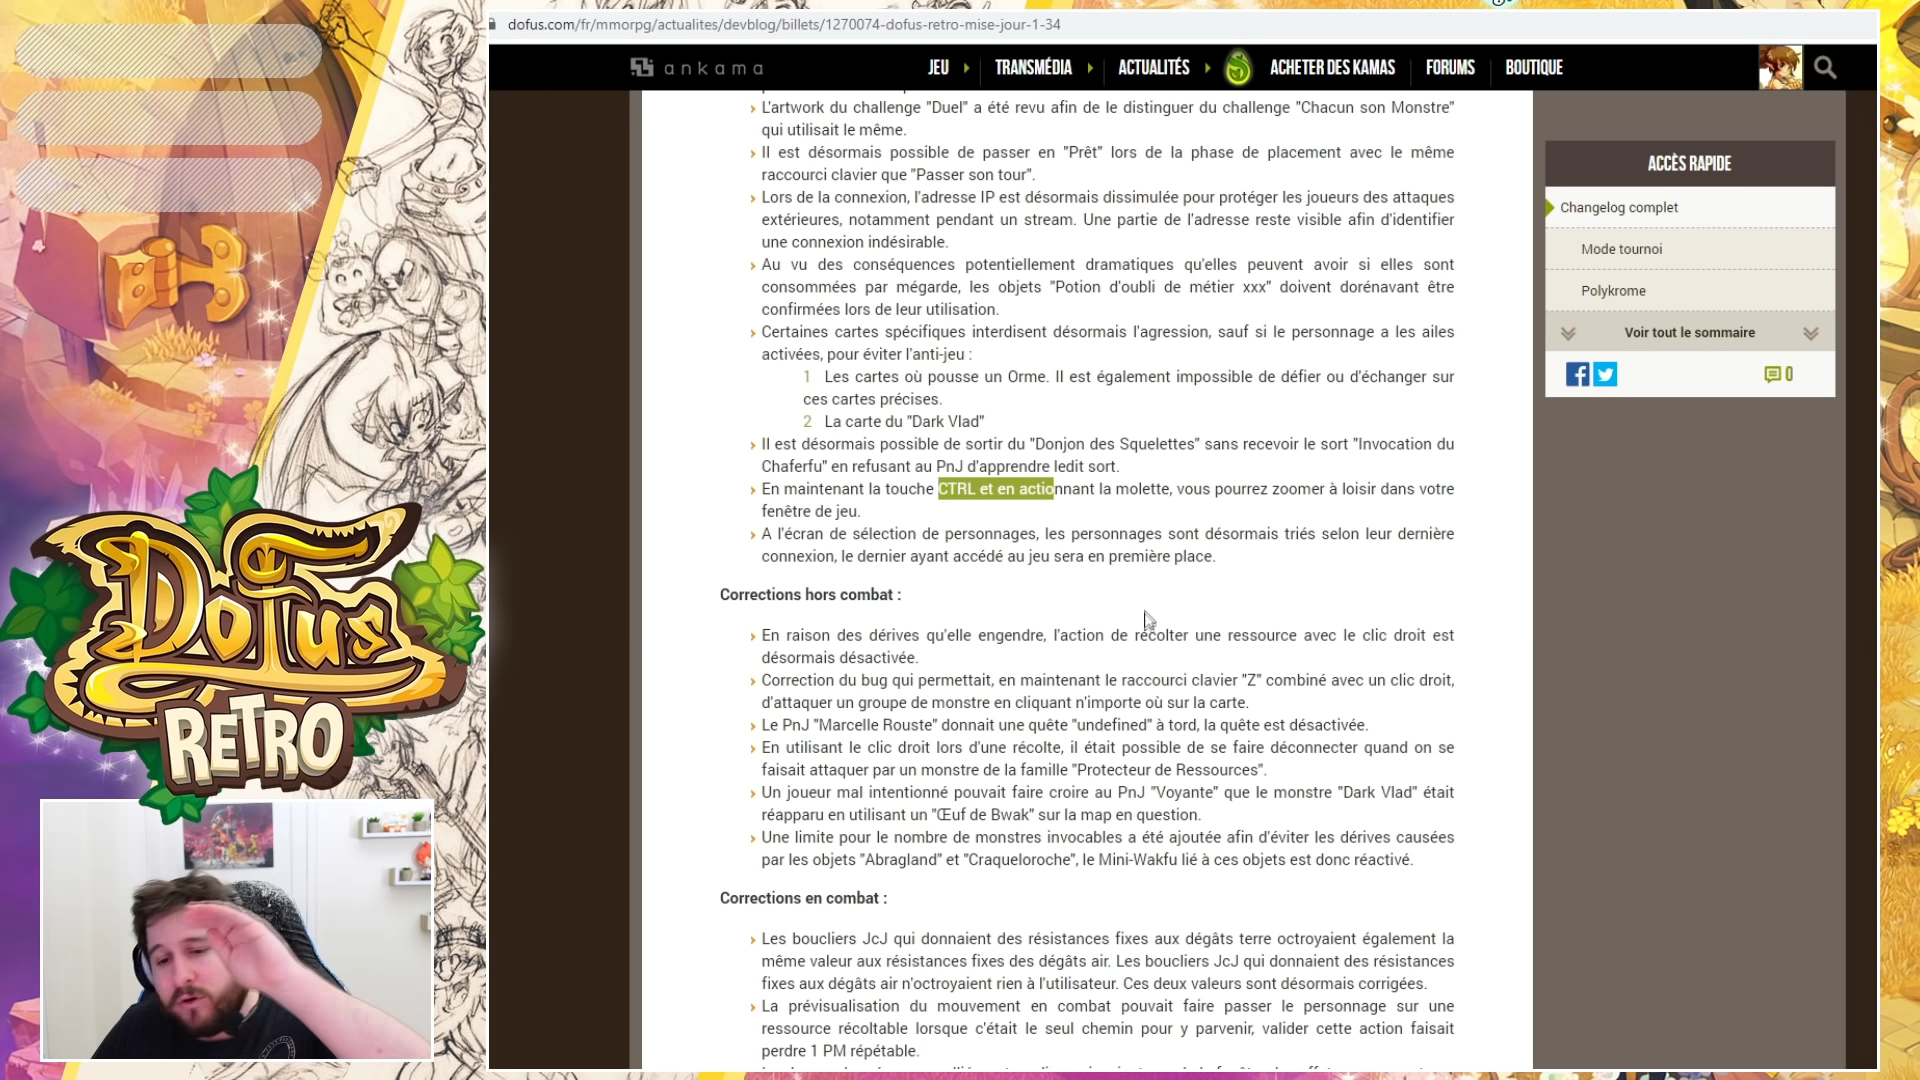 dofus.com/fr/mmorpg/actualites/devblog/billets/1270074-dofus-retro-mise-jour-1-34
ankama
JEU
TRANSMÉDIA
ACTUALITÉS
ACHETER DES KAMAS
FORUMS
BOUTIQUE
L'artwork du challenge "Duel" a été revu afin de le distinguer du challenge "Chacun son Monstre"
qui utilisait le même.
Il est désormais possible de passer en "Prêt" lors de la phase de placement avec le même
raccourci clavier que "Passer son tour".
Lors de la connexion, l'adresse IP est désormais dissimulée pour protéger les joueurs des attaques
extérieures, notamment pendant un stream. Une partie de l'adresse reste visible afin d'identifier
une connexion indésirable.
Au vu des conséquences potentiellement dramatiques qu'elles peuvent avoir si elles sont
consommées par mégarde, les objets "Potion d'oubli de métier xxx" doivent dorénavant être
confirmées lors de leur utilisation.
Certaines cartes spécifiques interdisent désormais l'agression, sauf si le personnage a les ailes
activées, pour éviter l'anti-jeu :
1 Les cartes où pousse un Orme. Il est également impossible de défier ou d'échanger sur
ces cartes précises.
2 La carte du "Dark Vlad"
Il est désormais possible de sortir du "Donjon des Squelettes" sans recevoir le sort "Invocation du
Chaferfu" en refusant au PnJ d'apprendre ledit sort.
En maintenant la touche CTRL et en actionnant la molette, vous pourrez zoomer à loisir dans votre
fenêtre de jeu.
A l'écran de sélection de personnages, les personnages sont désormais triés selon leur dernière
connexion, le dernier ayant accédé au jeu sera en première place.
Corrections hors combat :
En raison des dérives qu'elle engendre, l'action de récolter une ressource avec le clic droit est
désormais désactivée.
Correction du bug qui permettait, en maintenant le raccourci clavier "Z" combiné avec un clic droit,
d'attaquer un groupe de monstre en cliquant n'importe où sur la carte.
Le PnJ "Marcelle Rouste" donnait une quête "undefined" à tord, la quête est désactivée.
En utilisant le clic droit lors d'une récolte, il était possible de se faire déconnecter quand on se
faisait attaquer par un monstre de la famille "Protecteur de Ressources".
Un joueur mal intentionné pouvait faire croire au PnJ "Voyante" que le monstre "Dark Vlad" était
réapparu en utilisant un "Œuf de Bwak" sur la map en question.
Une limite pour le nombre de monstres invocables a été ajoutée afin d'éviter les dérives causées
par les objets "Abragland" et "Craqueloroche", le Mini-Wakfu lié à ces objets est donc réactivé.
Corrections en combat :
Les boucliers JcJ qui donnaient des résistances fixes aux dégâts terre octroyaient également la
même valeur aux résistances fixes des dégâts air. Les boucliers JcJ qui donnaient des résistances
fixes aux dégâts air n'octroyaient rien à l'utilisateur. Ces deux valeurs sont désormais corrigées.
La prévisualisation du mouvement en combat pouvait faire passer le personnage sur une
ressource récoltable lorsque c'était le seul chemin pour y parvenir, valider cette action faisait
perdre 1 PM répétable.
ACCÈS RAPIDE
Changelog complet
Mode tournoi
Polykrome
Voir tout le sommaire
0
DOFUS
RETRO